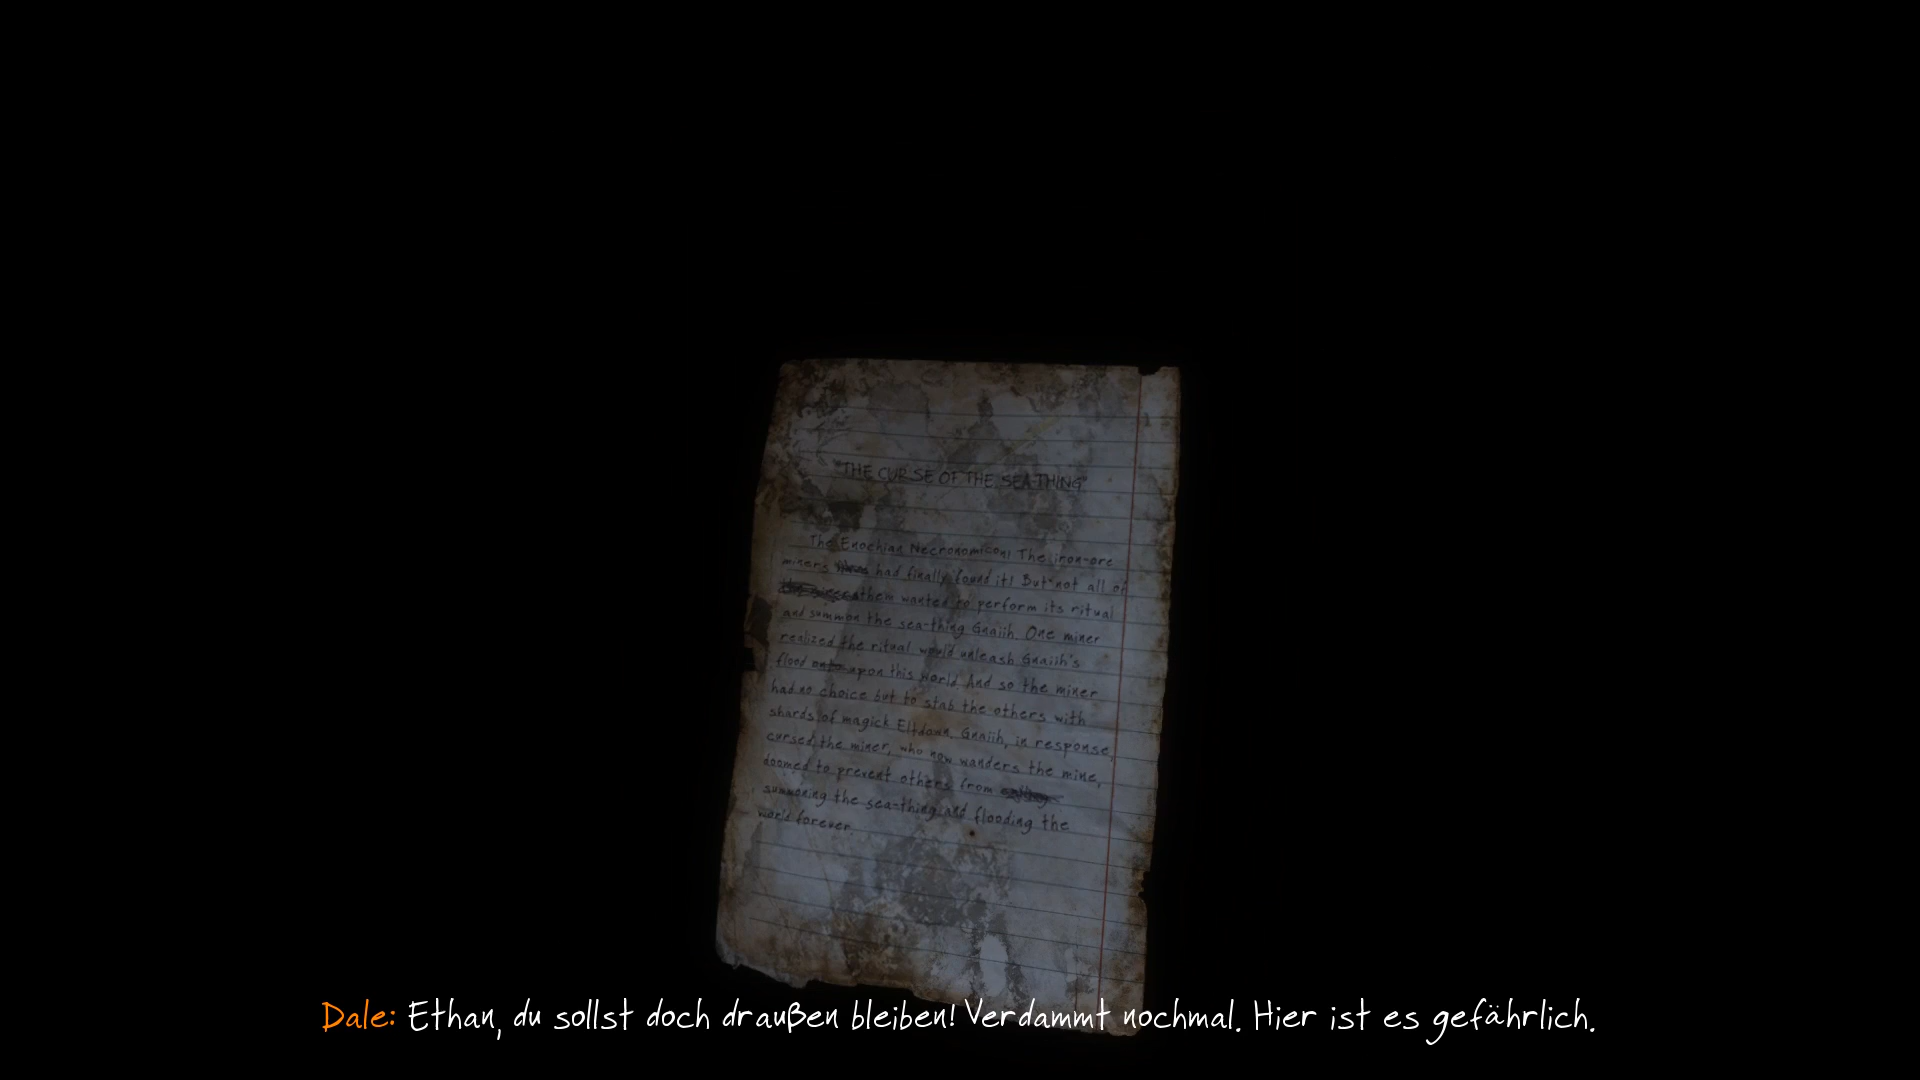 "THE CURSE OF THE SEA-THING"
The Enochian Necronomicon! The iron-ore
miners had finally found it! But not all of
them wanted to perform its ritual
and summon the sea-thing Gnaiih. One miner
realized the ritual would unleash Gnaiih's
flood onto upon this world. And so the miner
had no choice but to stab the others with
shards of magick Eltdown. Gnaiih, in response,
cursed the miner, who now wanders the mine,
doomed to prevent others from
summoning the sea-thing and flooding the
world forever.
Dale: Ethan, du sollst doch draußen bleiben! Verdammt nochmal. Hier ist es gefährlich.